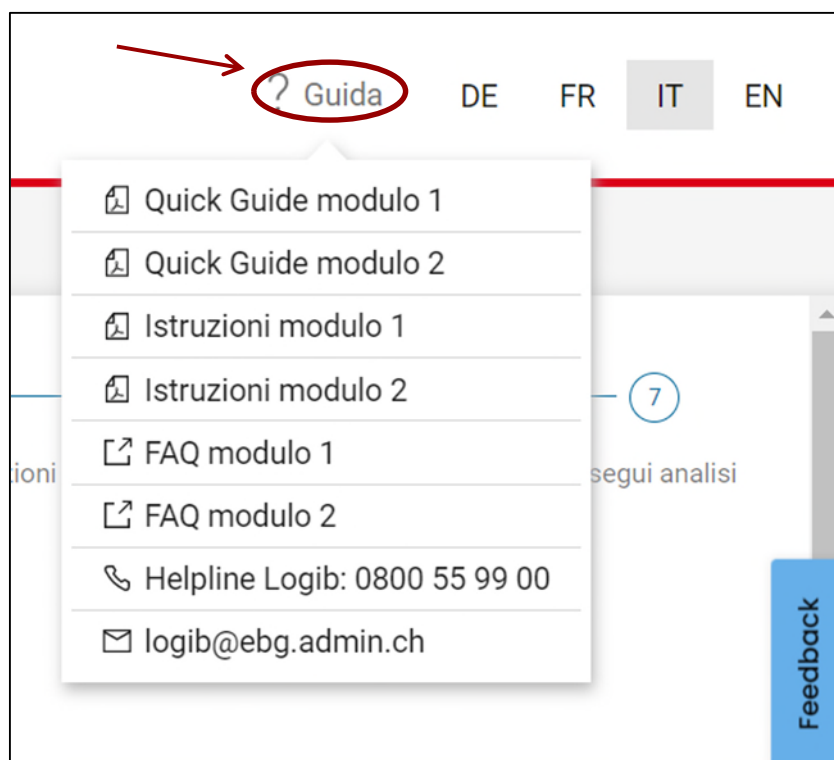 ? Guida DE FR IT EN
Quick Guide modulo 1
Quick Guide modulo 2
Istruzioni modulo 1
Istruzioni modulo 2
7
FAQ modulo 1
ioni segui analisi
FAQ modulo 2
Helpline Logib: 0800 55 99 00
logib@ebg.admin.ch
Feedback